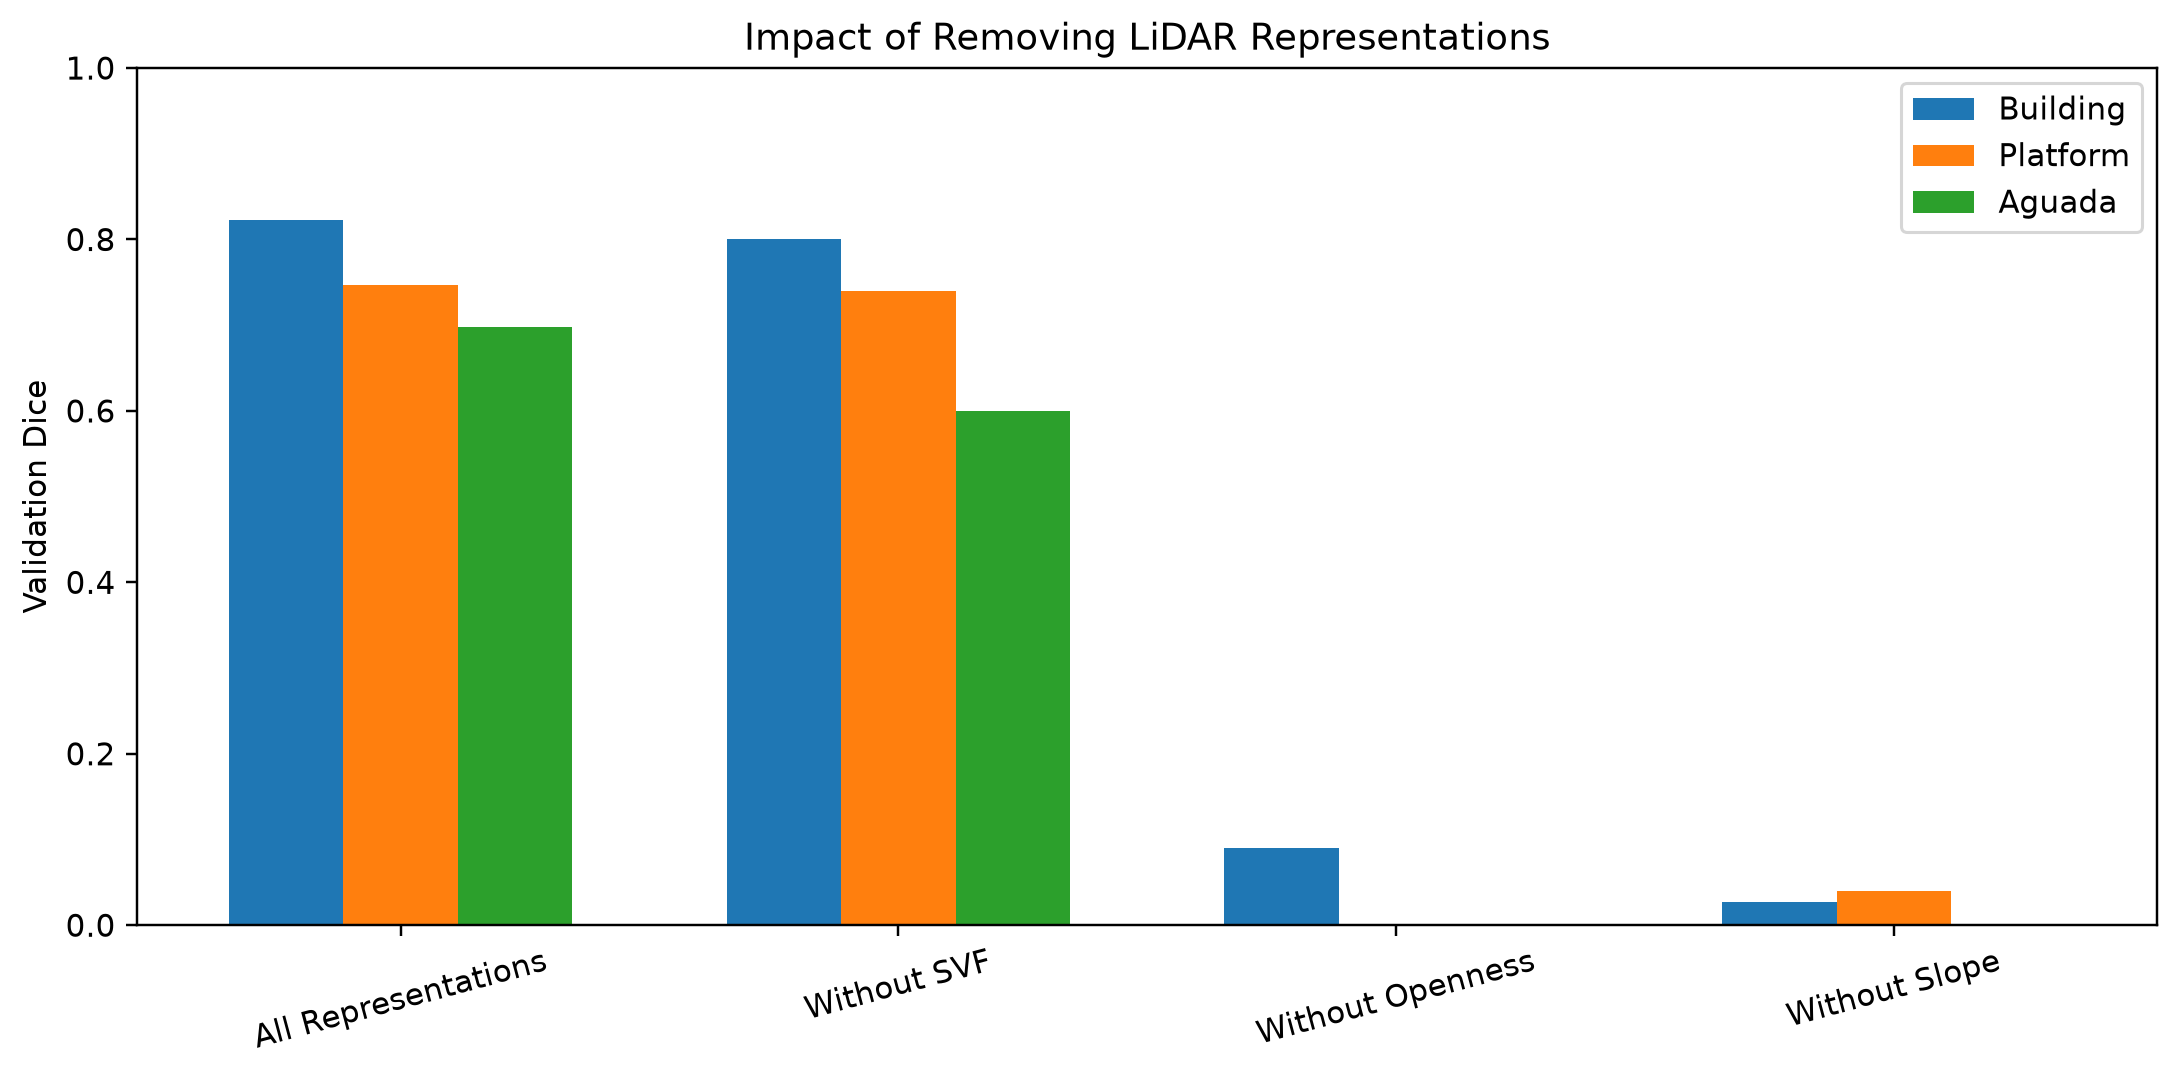 Impact of Removing LiDAR Representations
1.0
0.8
0.6
0.4
0.2
0.0
Validation Dice
Building
Platform
Aguada
All Representations
Without SVF
Without Openness
Without Slope